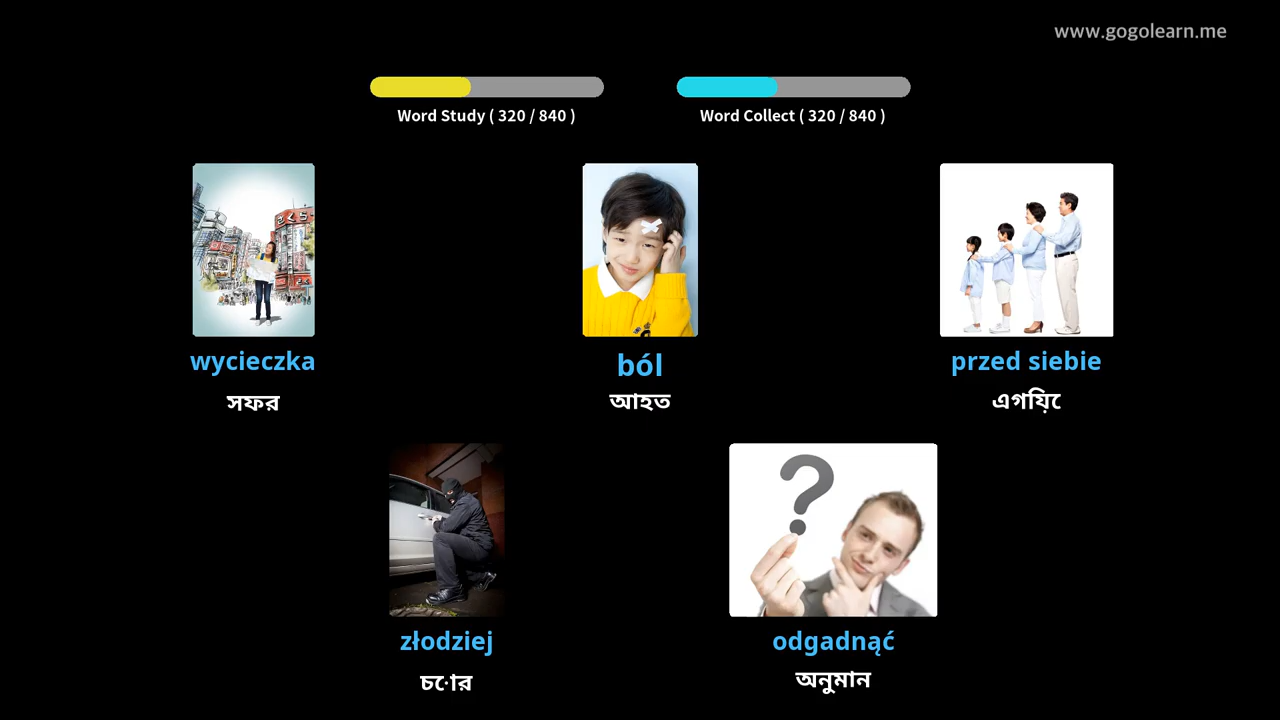 www.gogolearn.me
Word Study ( 320 / 840 )
Word Collect ( 320 / 840 )
wycieczka
সফর
ból
আহত
przed siebie
এগিয়ে
złodziej
চোর
odgadnąć
অনুমান